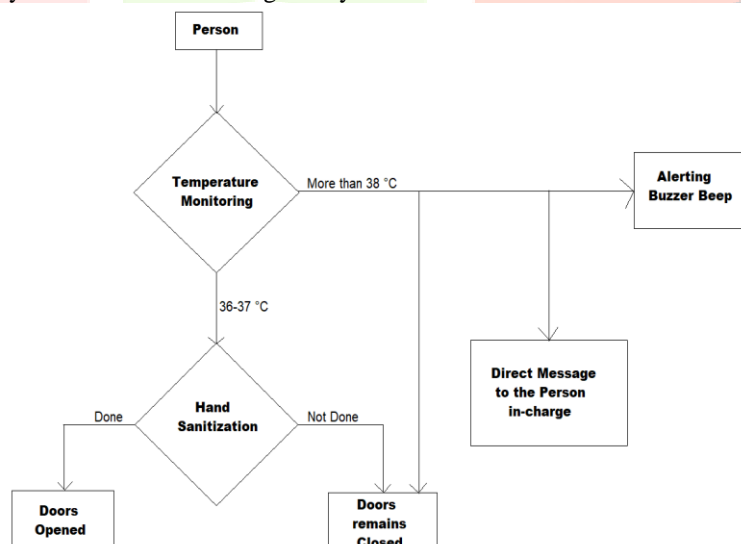 Person
Temperature
Monitoring
More than 38 °C
Alerting
Buzzer Beep
36-37 °C
Direct Message
to the Person
in-charge
Hand
Sanitization
Done
Not Done
Doors
Opened
Doors
remains
Closed